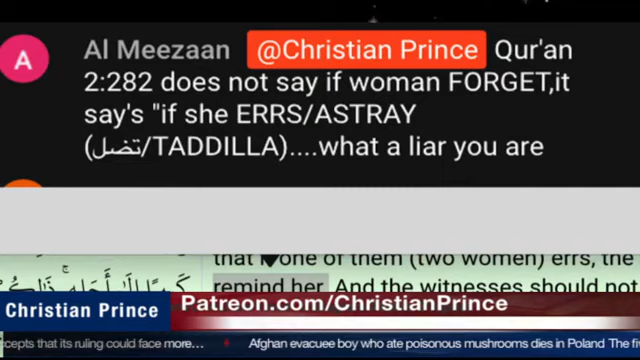 A
Al Meezaan @Christian Prince Qur'an
2:282 does not say if woman FORGET,it
say's "if she ERRS/ASTRAY
(تضل/TADDILLA)....what a liar you are
that one of them (two women) errs, the
remind her. And the witnesses should not
Christian Prince
Patreon.com/ChristianPrince
cepts that its ruling could face more... Afghan evacuee boy who ate poisonous mushrooms dies in Poland The fi